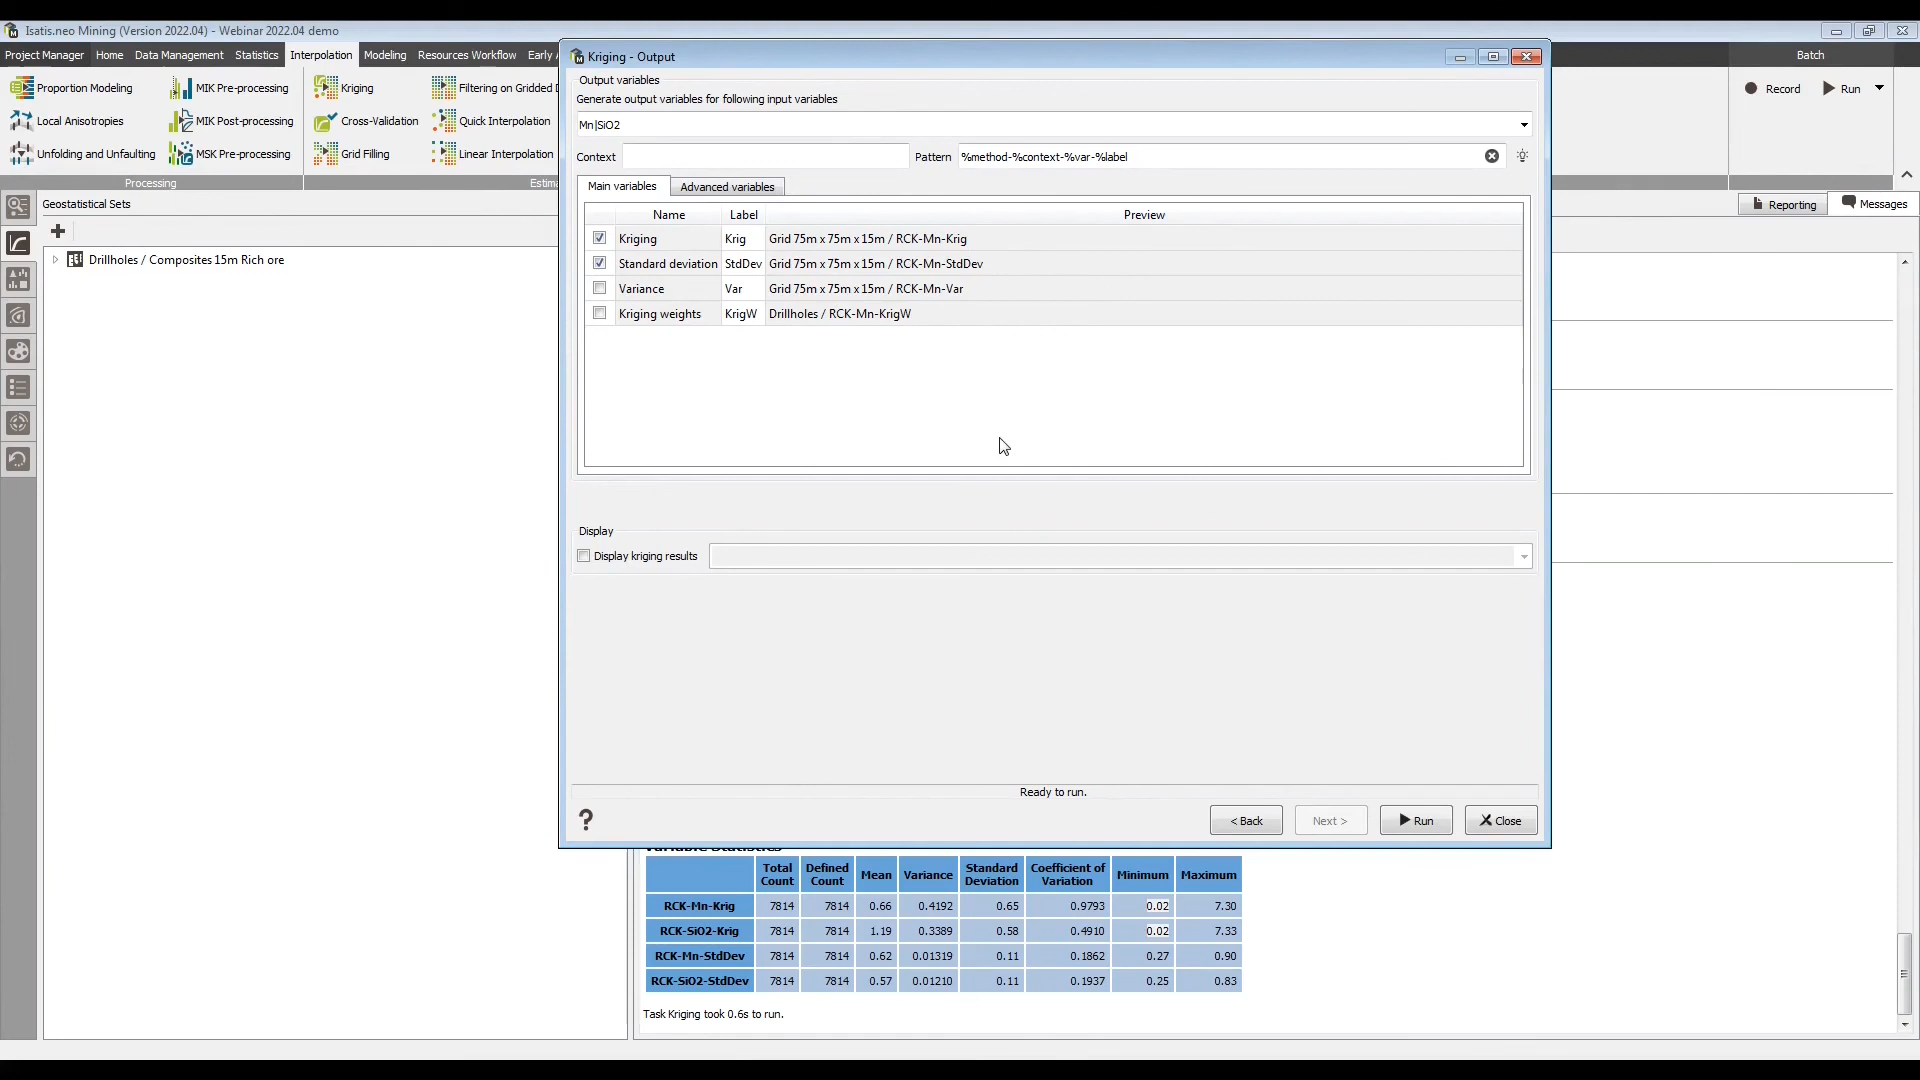 Isatis.neo Mining (Version 2022.04) - Webinar 2022.04 demo
Project Manager Home Data Management Statistics Interpolation Modeling Resources Workflow Early
Proportion Modeling MIK Pre-processing Kriging Filtering on Gridded
Local Anisotropies MIK Post-processing Cross-Validation Quick Interpolation
Unfolding and Unfaulting MSK Pre-processing Grid Filling Linear Interpolation
Processing
Batch
Record Run
Geostatistical Sets
Drillholes / Composites 15m Rich ore
Reporting Messages
Kriging - Output
Output variables
Generate output variables for following input variables
Mn|SiO2
Context Pattern %method-%context-%var-%label
Main variables Advanced variables
Name Label Preview
Kriging Krig Grid 75m x 75m x 15m / RCK-Mn-Krig
Standard deviation StdDev Grid 75m x 75m x 15m / RCK-Mn-StdDev
Variance Var Grid 75m x 75m x 15m / RCK-Mn-Var
Kriging weights KrigW Drillholes / RCK-Mn-KrigW
Display
Display kriging results
Ready to run.
? < Back Next > Run Close
Variable Statistics
Total Count Defined Count Mean Variance Standard Deviation Coefficient of Variation Minimum Maximum
RCK-Mn-Krig 7814 7814 0.66 0.4192 0.65 0.9793 0.02 7.30
RCK-SiO2-Krig 7814 7814 1.19 0.3389 0.58 0.4910 0.02 7.33
RCK-Mn-StdDev 7814 7814 0.62 0.01319 0.11 0.1862 0.27 0.90
RCK-SiO2-StdDev 7814 7814 0.57 0.01210 0.11 0.1937 0.25 0.83
Task Kriging took 0.6s to run.